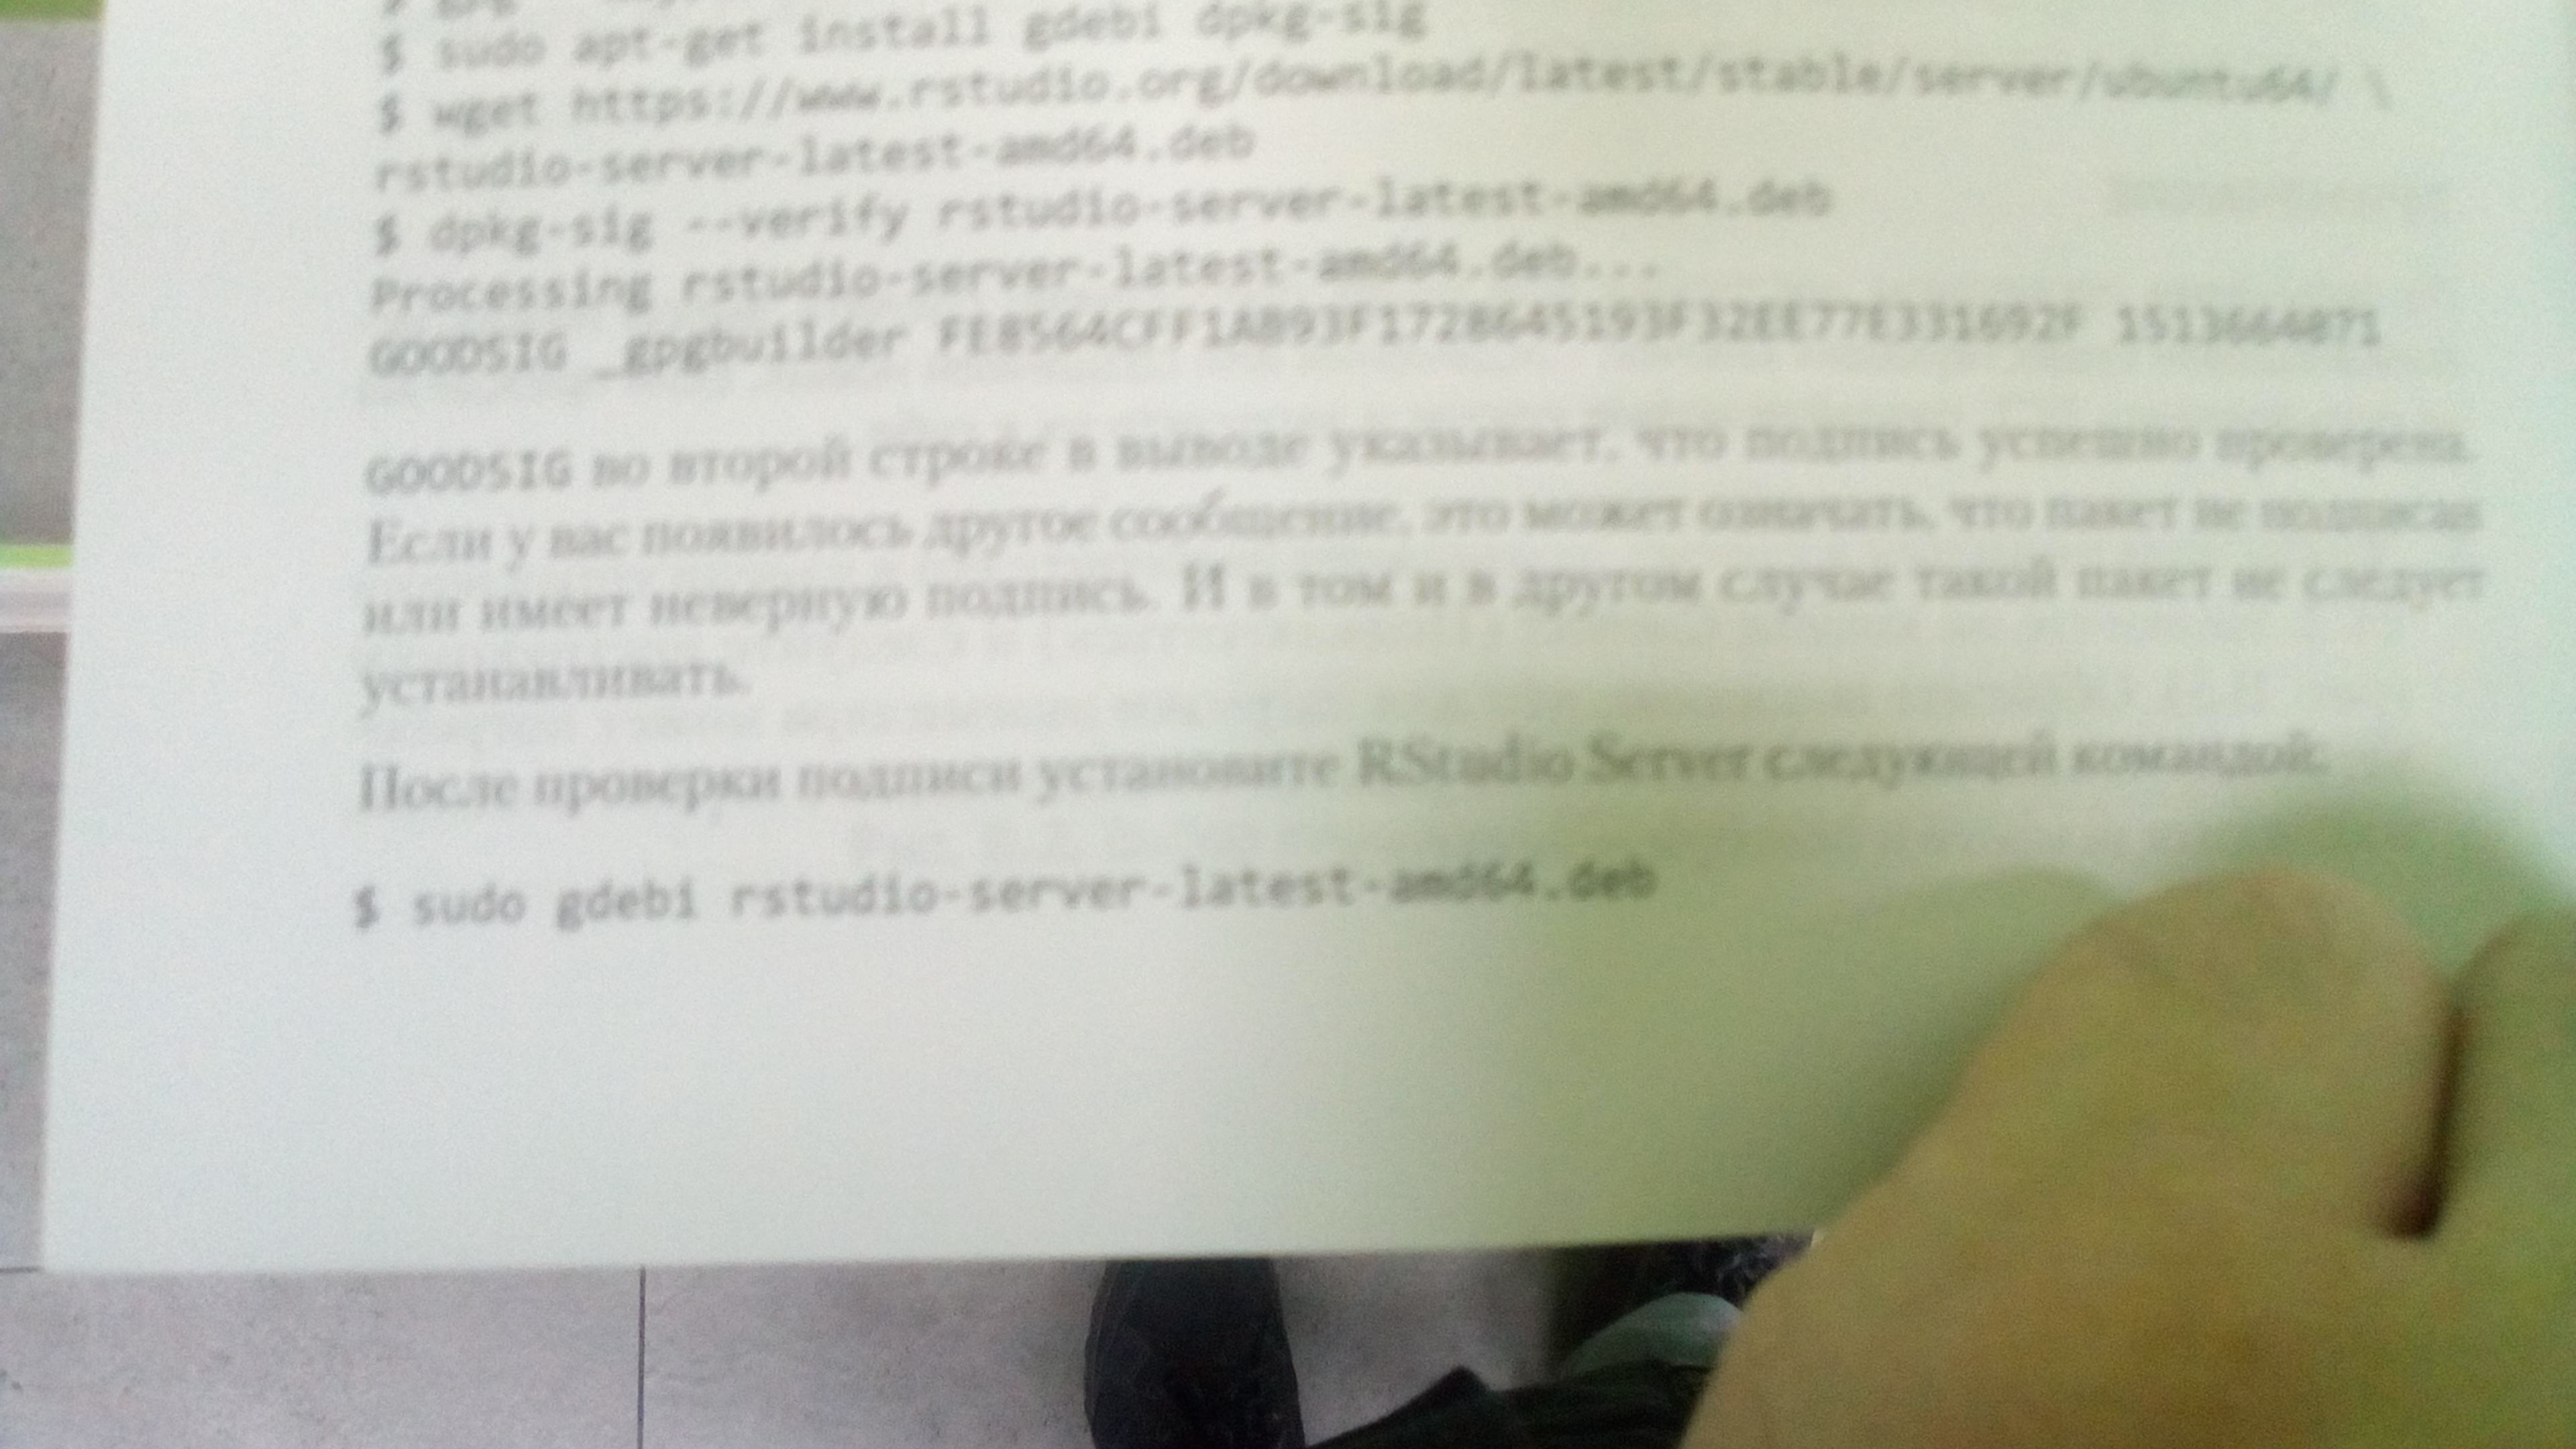 $ sudo apt-get install gdebi dpkg-sig
$ wget https://www.rstudio.org/download/latest/stable/server/ubuntu64/ \
rstudio-server-latest-amd64.deb
$ dpkg-sig --verify rstudio-server-latest-amd64.deb
Processing rstudio-server-latest-amd64.deb...
GOODSIG _gpgbuilder FE8564CFF1AB93F1728645193F32EE77E331692F 1513664071
GOODSIG во второй строке в выводе указывает, что подпись успешно проверена.
Если у вас появилось другое сообщение, это может означать, что пакет не подписан
или имеет неверную подпись. И в том и в другом случае такой пакет не следует
устанавливать.
После проверки подписи установите RStudio Server следующей командой:
$ sudo gdebi rstudio-server-latest-amd64.deb